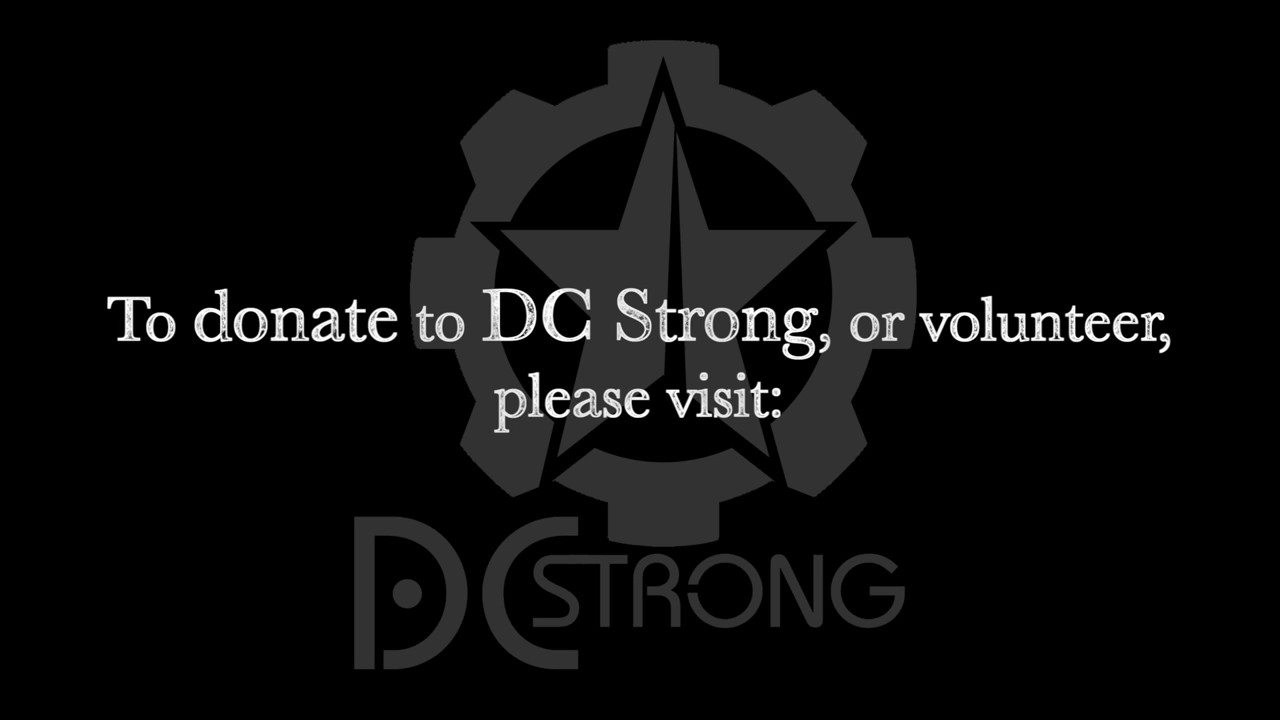 To donate to DC Strong, or volunteer,
please visit:
DC STRONG